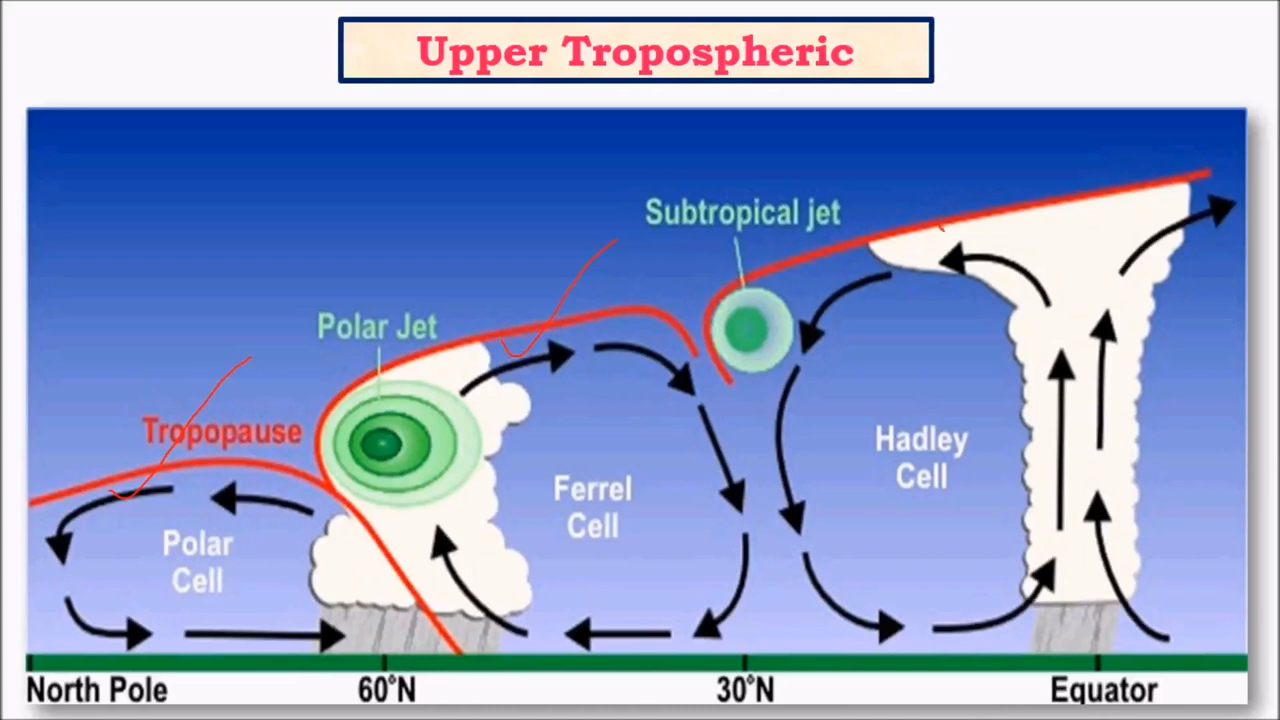 Upper Tropospheric
Subtropical jet
Polar Jet
Tropopause
Hadley
Cell
Ferrel
Cell
Polar
Cell
North Pole
60°N
30°N
Equator